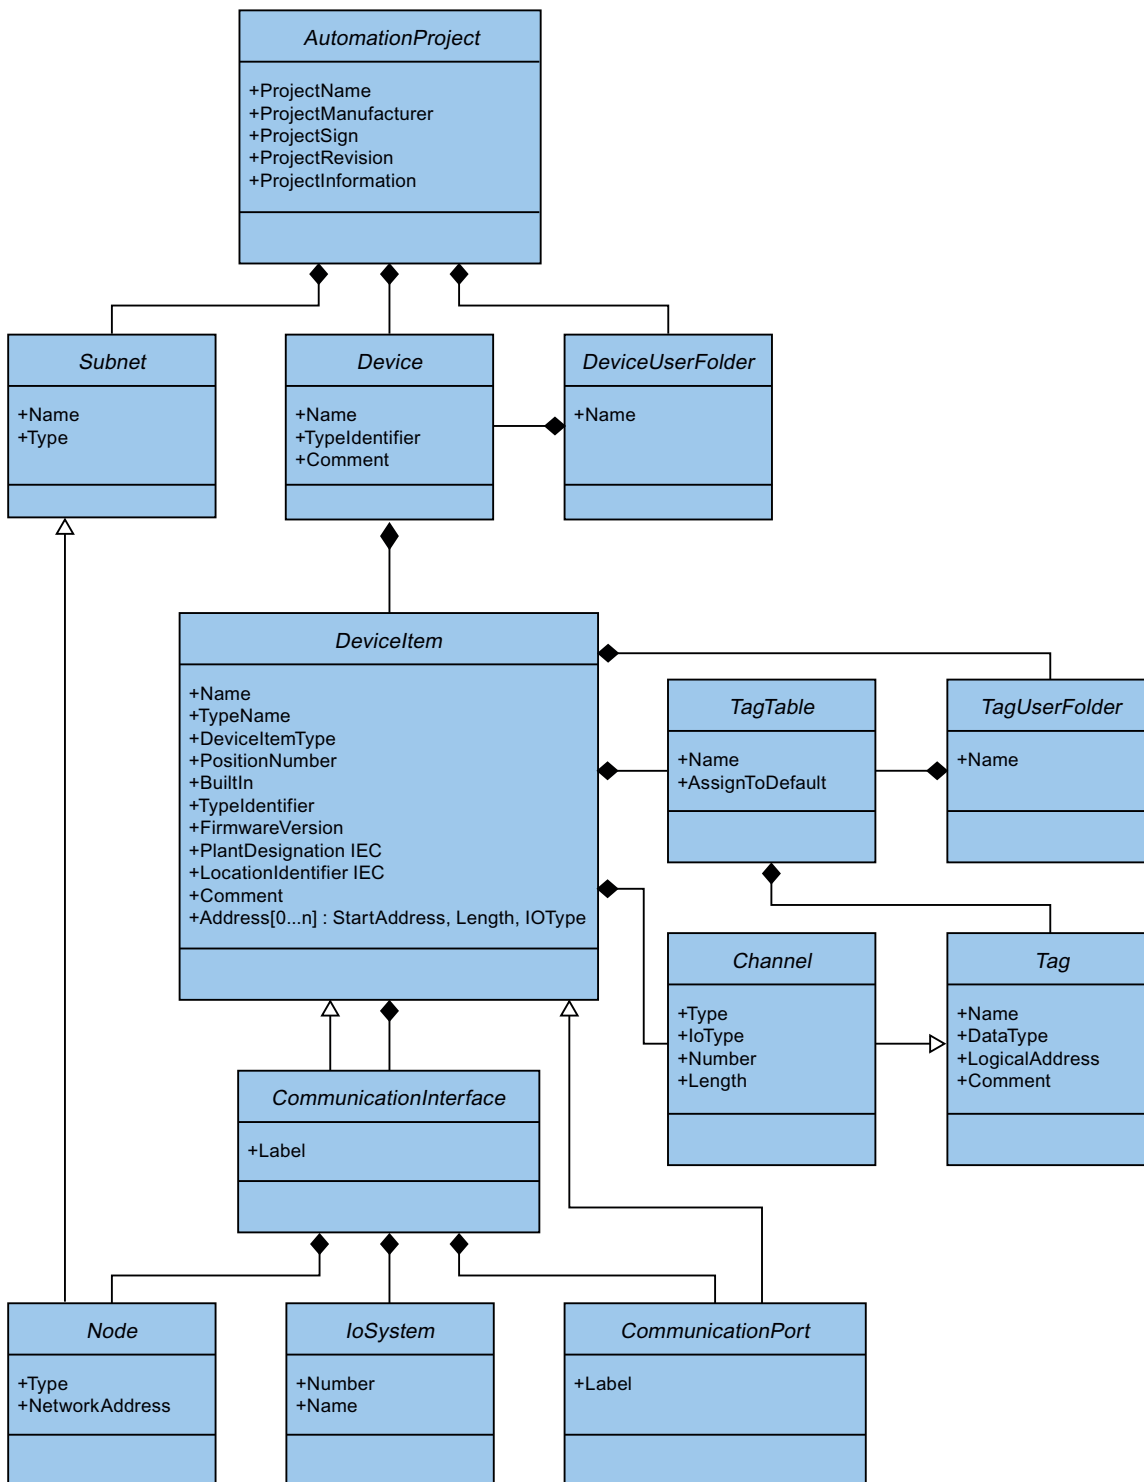 AutomationProject
+ProjectName
+ProjectManufacturer
+ProjectSign
+ProjectRevision
+ProjectInformation
Subnet
+Name
+Type
Device
+Name
+TypeIdentifier
+Comment
DeviceUserFolder
+Name
DeviceItem
+Name
+TypeName
+DeviceItemType
+PositionNumber
+BuiltIn
+TypeIdentifier
+FirmwareVersion
+PlantDesignation IEC
+LocationIdentifier IEC
+Comment
+Address[0...n] : StartAddress, Length, IOType
TagTable
+Name
+AssignToDefault
TagUserFolder
+Name
Channel
+Type
+IoType
+Number
+Length
Tag
+Name
+DataType
+LogicalAddress
+Comment
CommunicationInterface
+Label
Node
+Type
+NetworkAddress
IoSystem
+Number
+Name
CommunicationPort
+Label